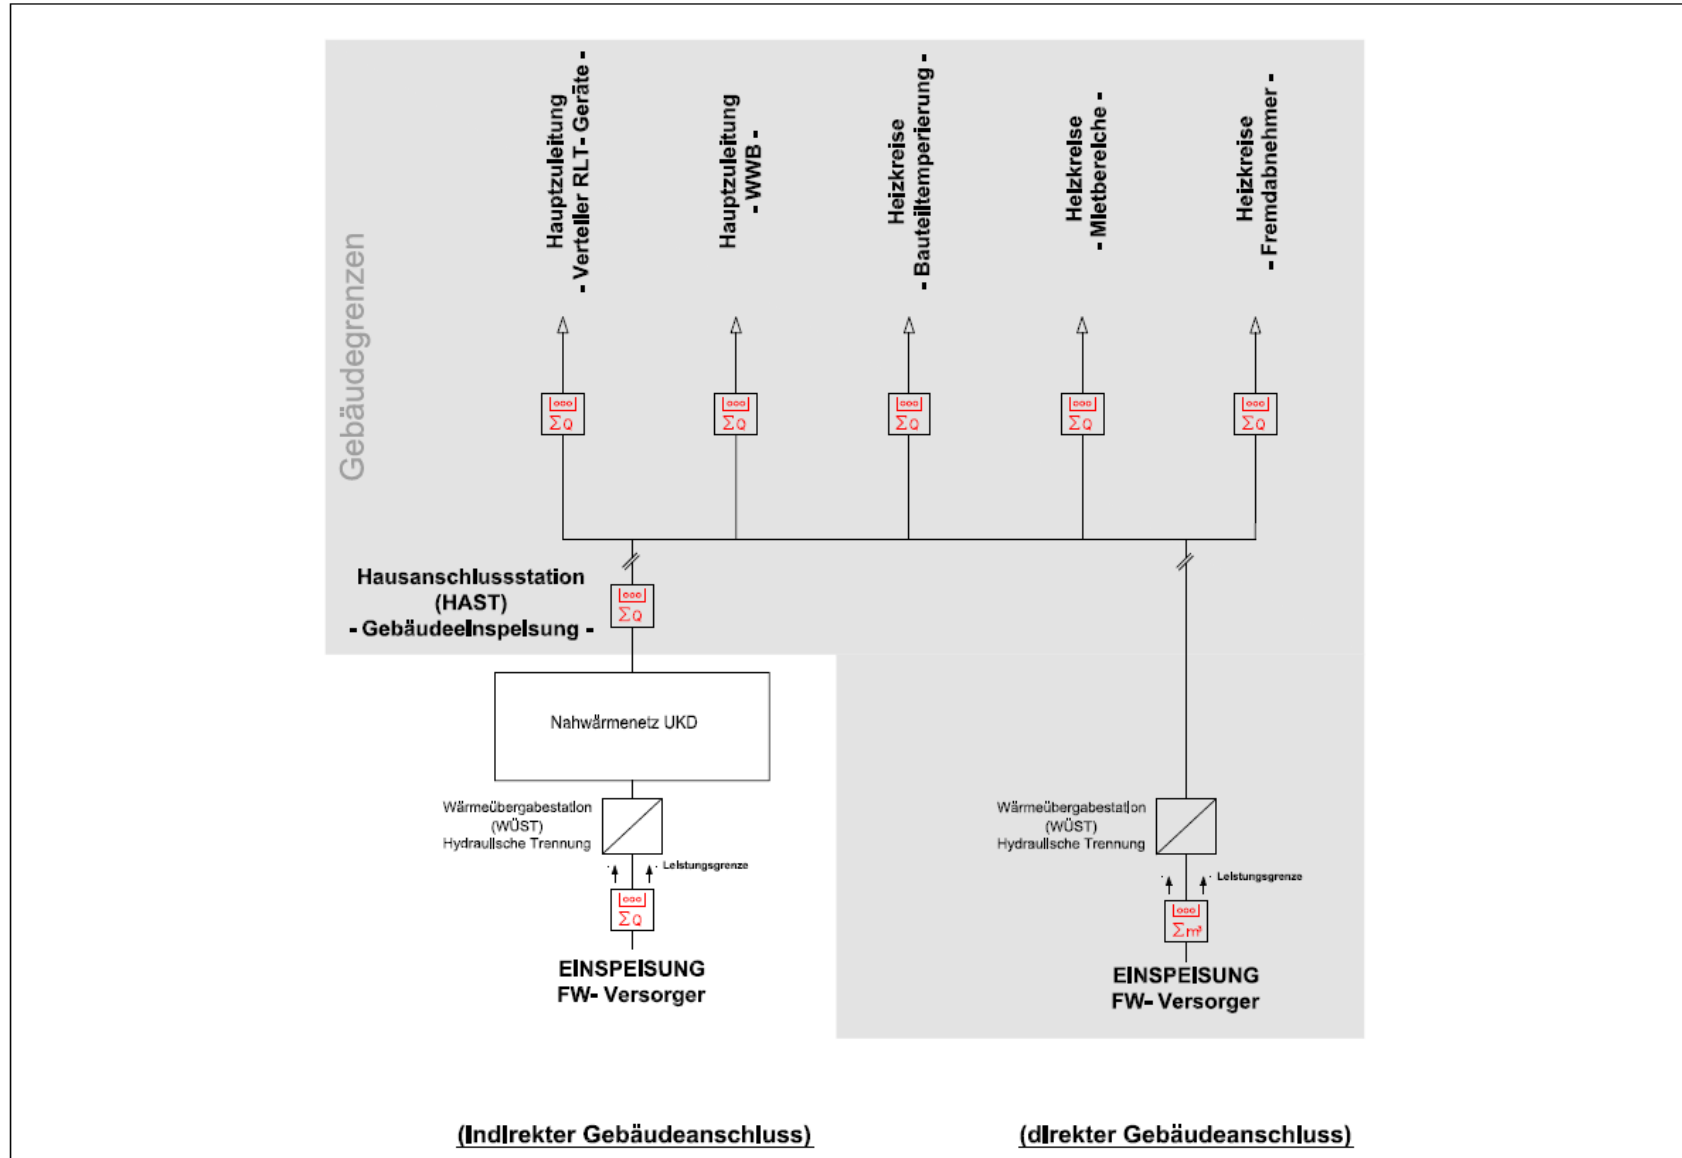 Gebäudegrenzen
Hauptzuleitung
- Verteiler RLT- Geräte -
Hauptzuleitung
- WWB -
Heizkreise
- Bauteiltemperierung -
Heizkreise
- Mietbereiche -
Heizkreise
- Fremdabnehmer -
ΣQ
ΣQ
ΣQ
ΣQ
ΣQ
Hausanschlussstation
(HAST)
- Gebäudeeinspeisung -
ΣQ
Nahwärmenetz UKD
Wärmeübergabestation
(WÜST)
Hydraulische Trennung
Leistungsgrenze
ΣQ
EINSPEISUNG
FW- Versorger
Wärmeübergabestation
(WÜST)
Hydraulische Trennung
Leistungsgrenze
Σm³
EINSPEISUNG
FW- Versorger
(indirekter Gebäudeanschluss)
(direkter Gebäudeanschluss)